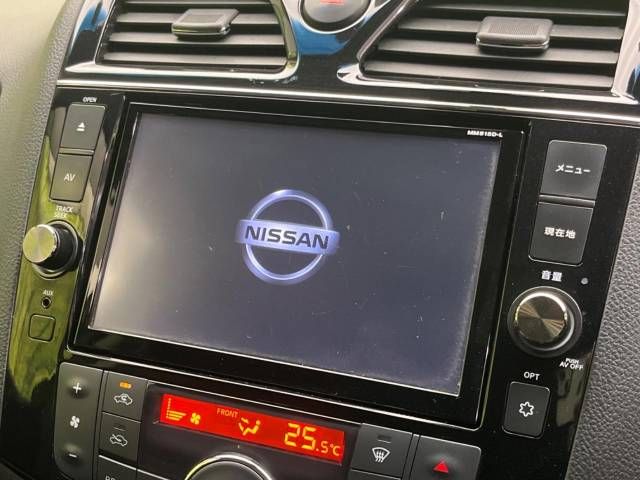 OPEN
MM518D-L
AV
メニュー
TRACK
SEEK
NISSAN
現在地
音量
AUX
PUSH
AV OFF
OPT
FRONT
25.5°C